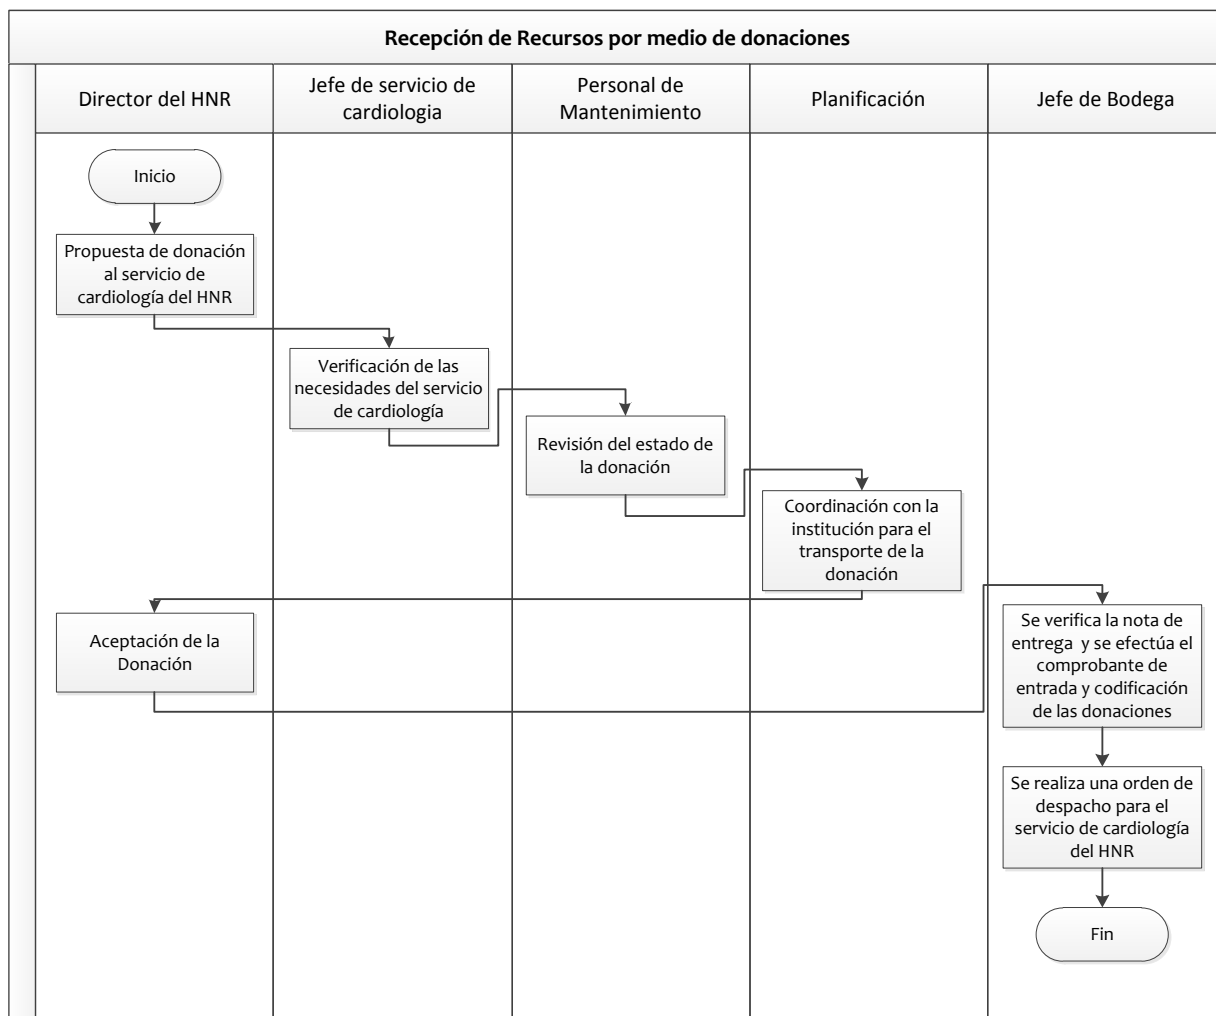 Recepción de Recursos por medio de donaciones
Director del HNR
Jefe de servicio de
cardiologia
Personal de
Mantenimiento
Planificación
Jefe de Bodega
Inicio
Propuesta de donación
al servicio de
cardiología del HNR
Verificación de las
necesidades del servicio
de cardiología
Revisión del estado de
la donación
Coordinación con la
institución para el
transporte de la
donación
Aceptación de la
Donación
Se verifica la nota de
entrega y se efectúa el
comprobante de
entrada y codificación
de las donaciones
Se realiza una orden de
despacho para el
servicio de cardiología
del HNR
Fin